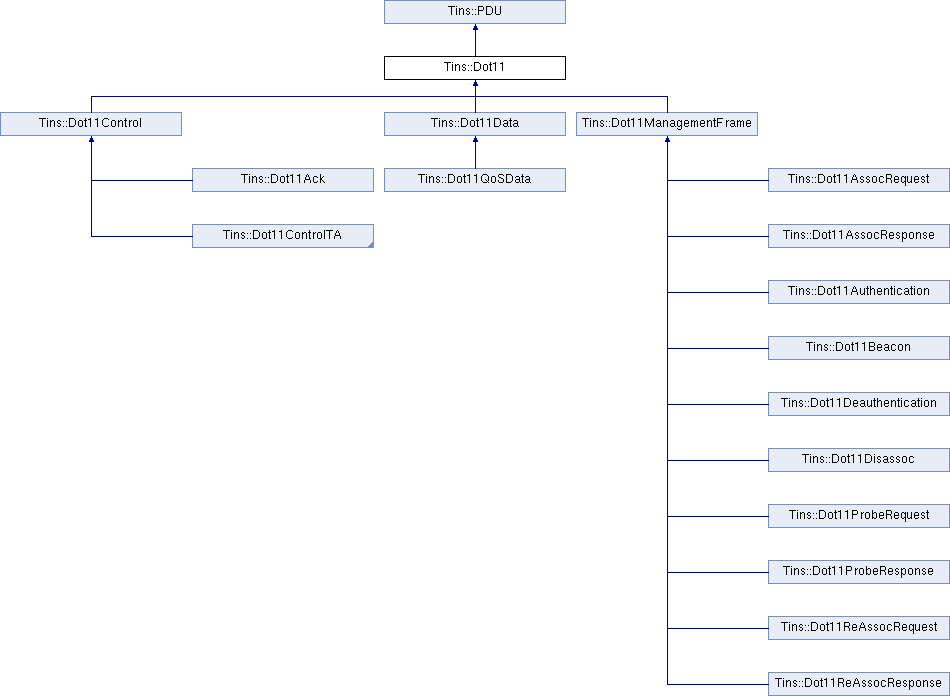 Tins::PDU
Tins::Dot11
Tins::Dot11Control
Tins::Dot11Data
Tins::Dot11ManagementFrame
Tins::Dot11Ack
Tins::Dot11QoSData
Tins::Dot11AssocRequest
Tins::Dot11ControlTA
Tins::Dot11AssocResponse
Tins::Dot11Authentication
Tins::Dot11Beacon
Tins::Dot11Deauthentication
Tins::Dot11Disassoc
Tins::Dot11ProbeRequest
Tins::Dot11ProbeResponse
Tins::Dot11ReAssocRequest
Tins::Dot11ReAssocResponse